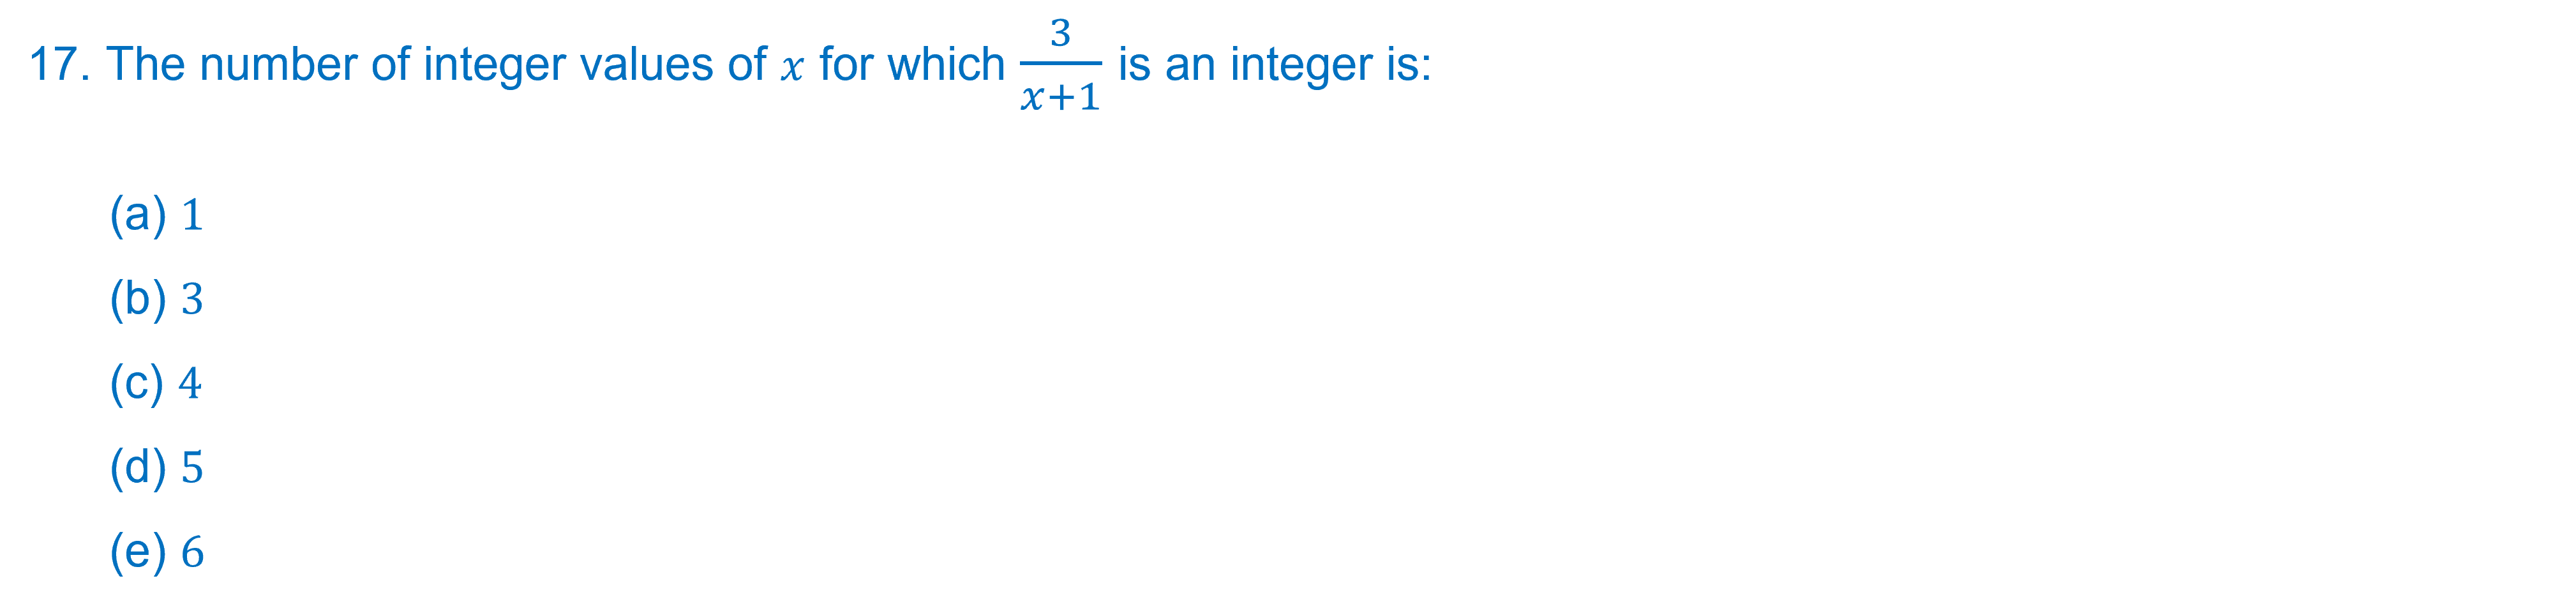 17. The number of integer values of x for which \frac{3}{x+1} is an integer is:
(a) 1
(b) 3
(c) 4
(d) 5
(e) 6